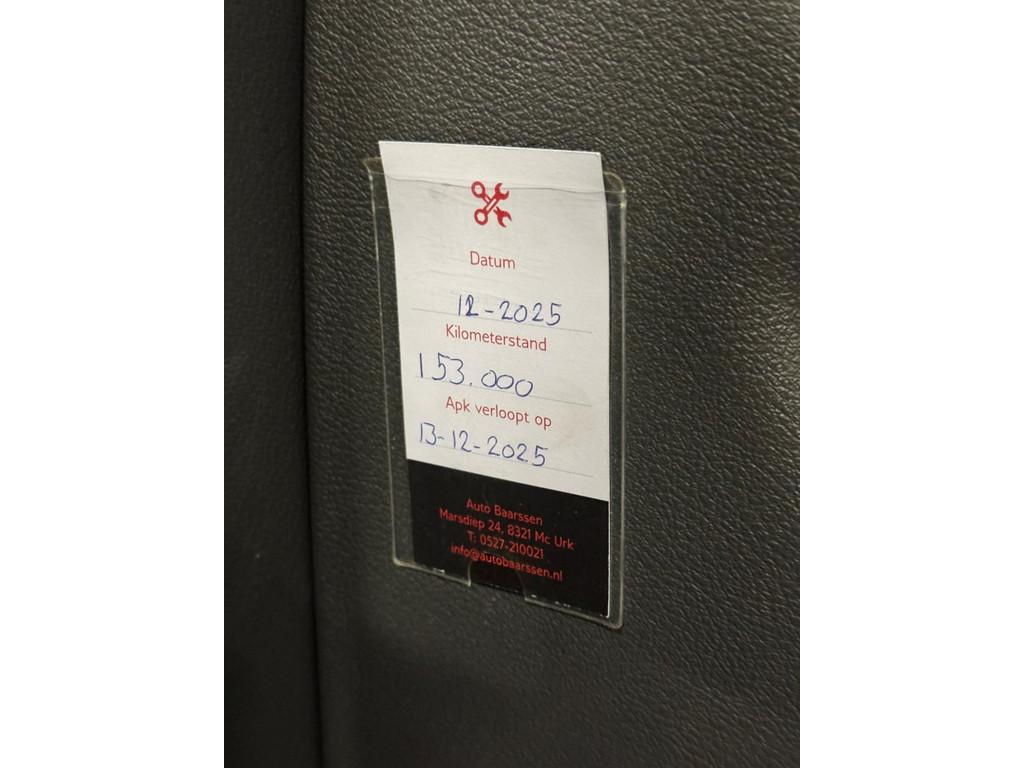 Datum
12-2025
Kilometerstand
153.000
Apk verloopt op
13-12-2025
Auto Baarssen
Marsdiep 24, 8321 Mc Urk
T: 0527-210021
info@autobaarssen.nl